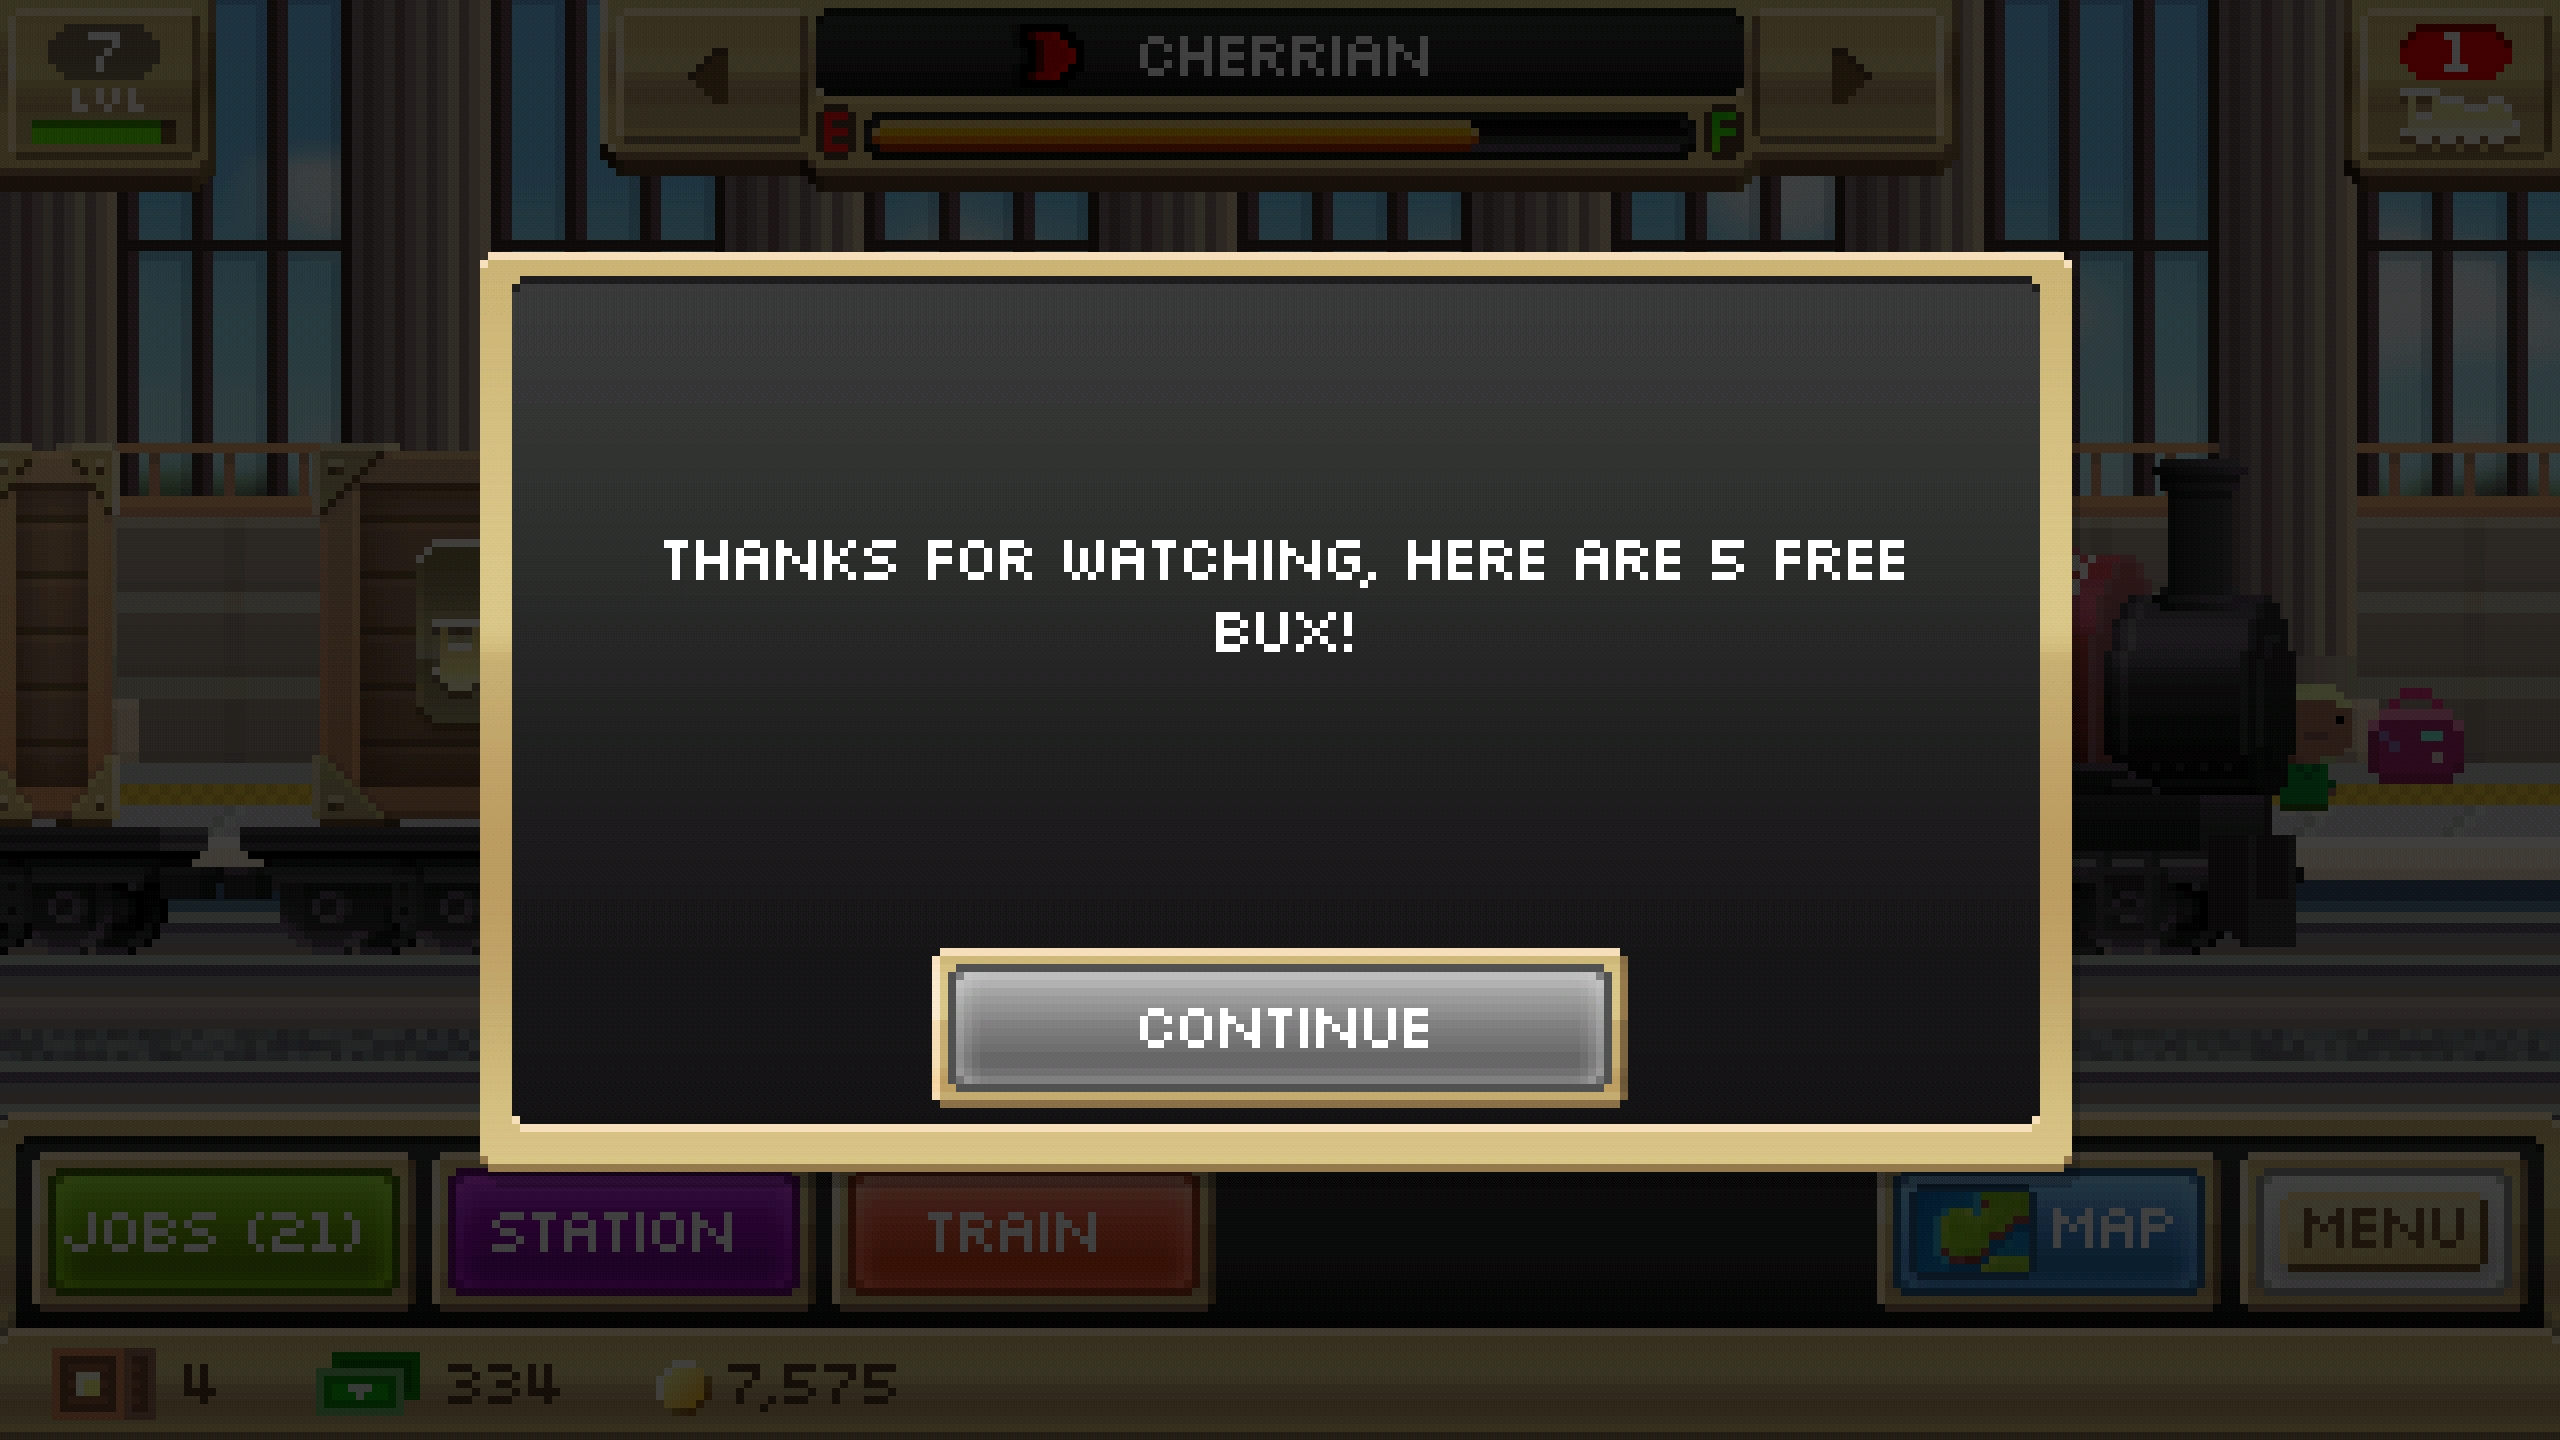 7
LVL
CHERRIAN
E
F
1
THANKS FOR WATCHING, HERE ARE 5 FREE
BUX!
CONTINUE
JOBS (21)
STATION
TRAIN
MAP
MENU
4
334
7,575